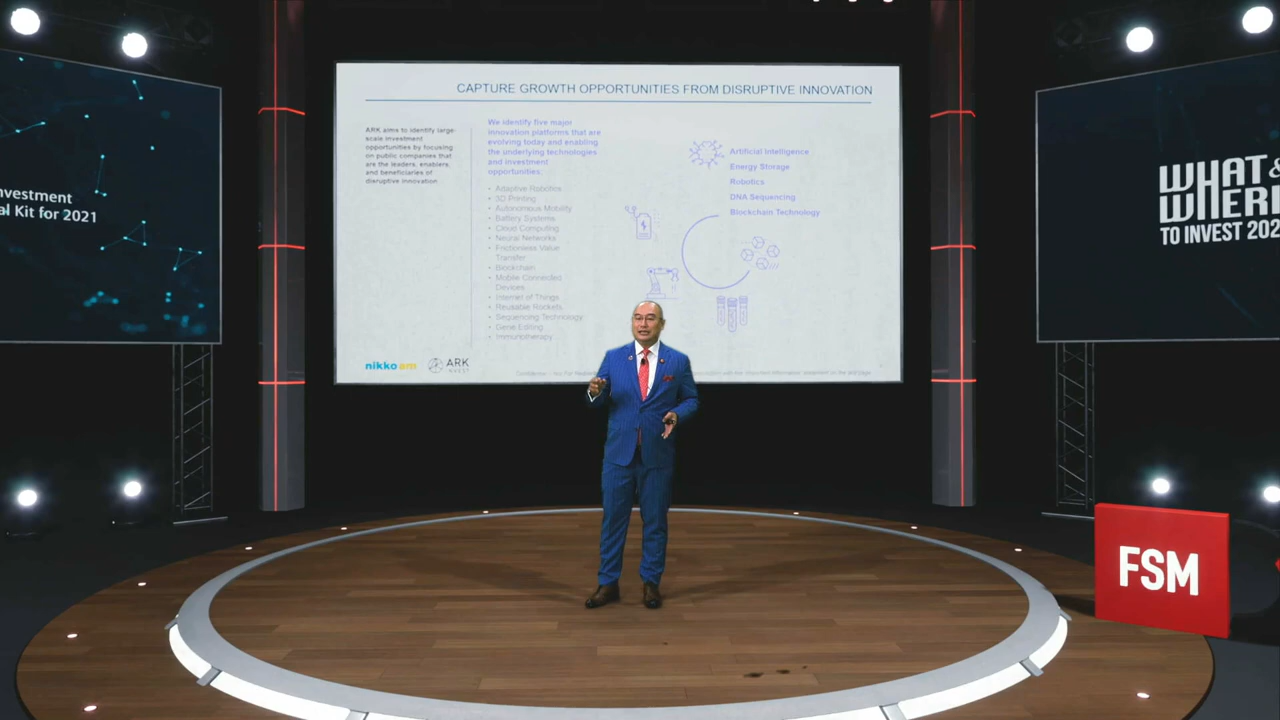 nvestment
al Kit for 2021
CAPTURE GROWTH OPPORTUNITIES FROM DISRUPTIVE INNOVATION
ARK aims to identify large-
scale investment
opportunities by focusing
on public companies that
are the leaders, enablers,
and beneficiaries of
disruptive innovation
We identify five major
innovation platforms that are
evolving today and enabling
the underlying technologies
and investment
opportunities.
• Adaptive Robotics
• 3D Printing
• Autonomous Mobility
• Battery Systems
• Cloud Computing
• Neural Networks
• Frictionless Value
Transfer
• Blockchain
• Mobile Connected
Devices
• Internet of Things
• Reusable Rockets
• Sequencing Technology
• Gene Editing
• Immunotherapy
Artificial Intelligence
Energy Storage
Robotics
DNA Sequencing
Blockchain Technology
nikko am
ARK
INVEST
WHAT &
WHERE
TO INVEST 202
FSM